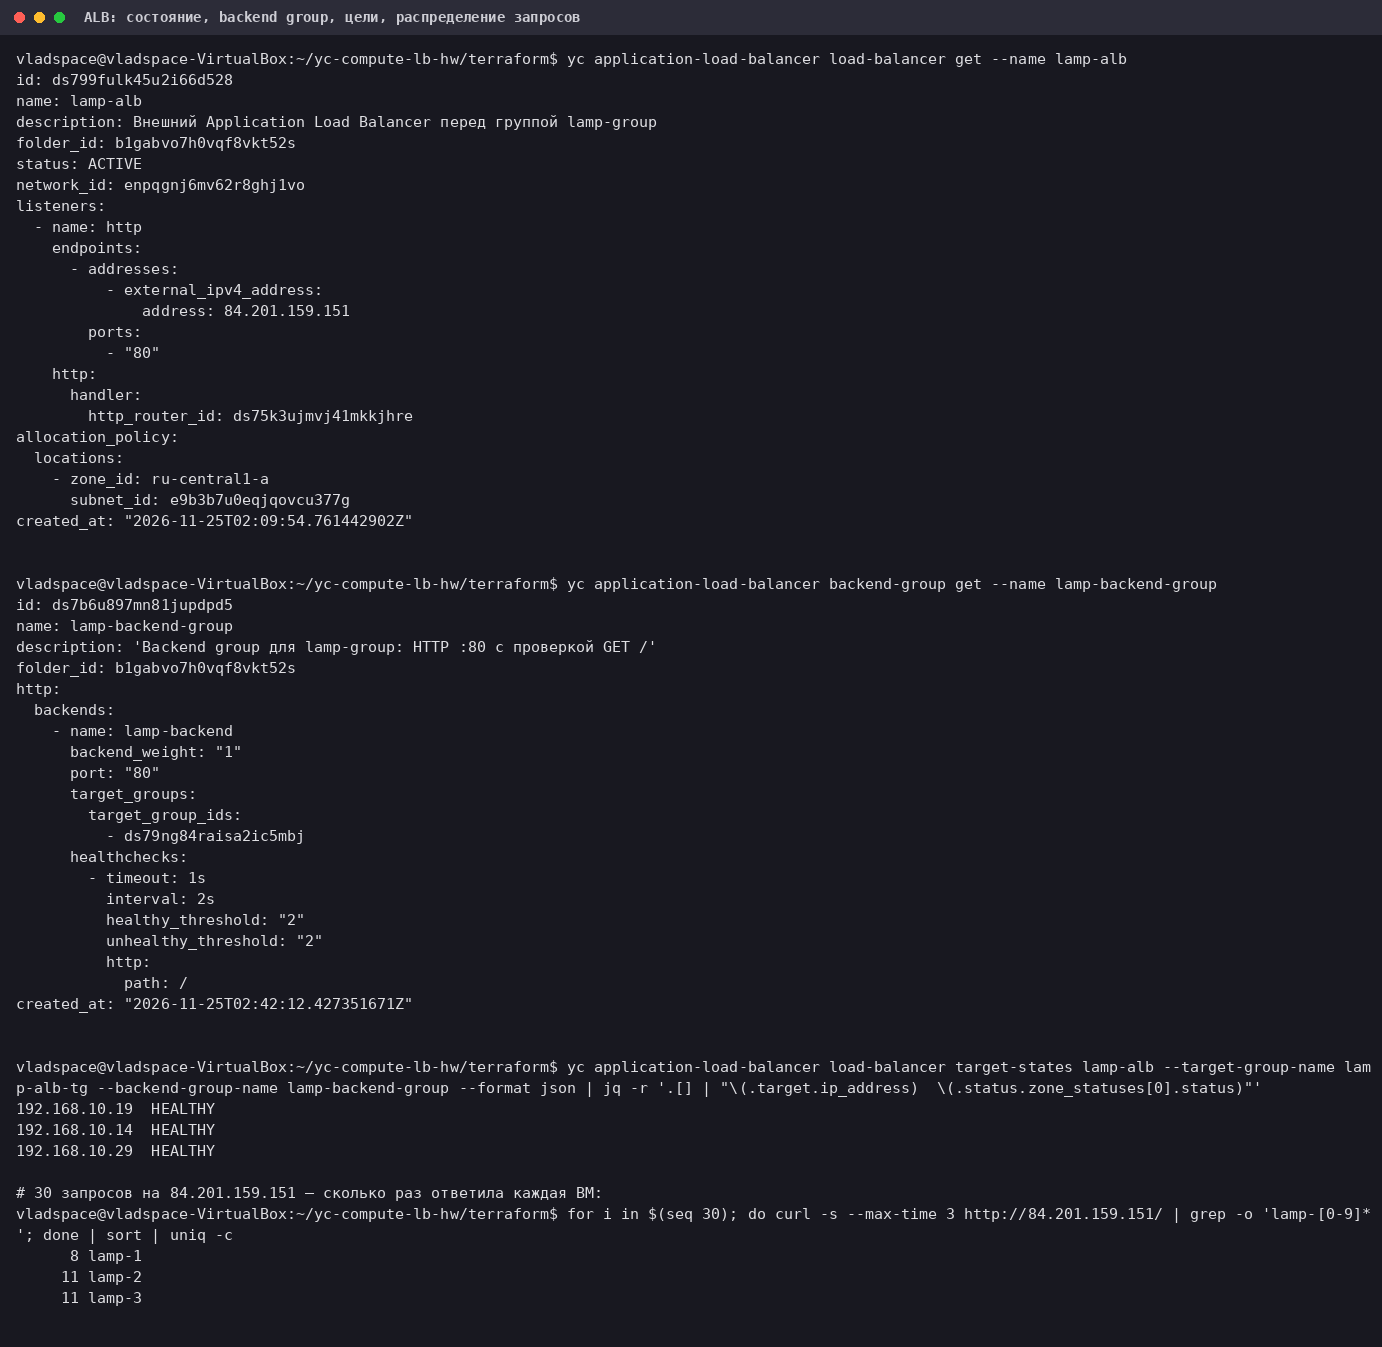 ALB: состояние, backend group, цели, распределение запросов
vladspace@vladspace-VirtualBox:~/yc-compute-lb-hw/terraform$ yc application-load-balancer load-balancer get --name lamp-alb
id: ds799fulk45u2i66d528
name: lamp-alb
description: Внешний Application Load Balancer перед группой lamp-group
folder_id: b1gabvo7h0vqf8vkt52s
status: ACTIVE
network_id: enpqgnj6mv62r8ghj1vo
listeners:
  - name: http
    endpoints:
      - addresses:
          - external_ipv4_address:
              address: 84.201.159.151
        ports:
          - "80"
    http:
      handler:
        http_router_id: ds75k3ujmvj41mkkjhre
allocation_policy:
  locations:
    - zone_id: ru-central1-a
      subnet_id: e9b3b7u0eqjqovcu377g
created_at: "2026-11-25T02:09:54.761442902Z"
vladspace@vladspace-VirtualBox:~/yc-compute-lb-hw/terraform$ yc application-load-balancer backend-group get --name lamp-backend-group
id: ds7b6u897mn81jupdpd5
name: lamp-backend-group
description: 'Backend group для lamp-group: HTTP :80 с проверкой GET /'
folder_id: b1gabvo7h0vqf8vkt52s
http:
  backends:
    - name: lamp-backend
      backend_weight: "1"
      port: "80"
      target_groups:
        target_group_ids:
          - ds79ng84raisa2ic5mbj
      healthchecks:
        - timeout: 1s
          interval: 2s
          healthy_threshold: "2"
          unhealthy_threshold: "2"
          http:
            path: /
created_at: "2026-11-25T02:42:12.427351671Z"
vladspace@vladspace-VirtualBox:~/yc-compute-lb-hw/terraform$ yc application-load-balancer load-balancer target-states lamp-alb --target-group-name lam
p-alb-tg --backend-group-name lamp-backend-group --format json | jq -r '.[] | "\(.target.ip_address)  \(.status.zone_statuses[0].status)"'
192.168.10.19  HEALTHY
192.168.10.14  HEALTHY
192.168.10.29  HEALTHY
# 30 запросов на 84.201.159.151 — сколько раз ответила каждая ВМ:
vladspace@vladspace-VirtualBox:~/yc-compute-lb-hw/terraform$ for i in $(seq 30); do curl -s --max-time 3 http://84.201.159.151/ | grep -o 'lamp-[0-9]*
'; done | sort | uniq -c
      8 lamp-1
     11 lamp-2
     11 lamp-3